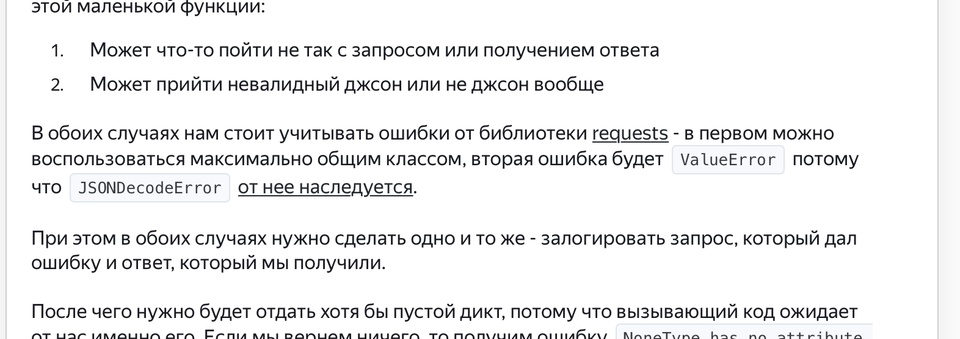 этой маленькой функции:
1. Может что-то пойти не так с запросом или получением ответа
2. Может прийти невалидный джсон или не джсон вообще
В обоих случаях нам стоит учитывать ошибки от библиотеки requests - в первом можно
воспользоваться максимально общим классом, вторая ошибка будет ValueError потому
что JSONDecodeError от нее наследуется.
При этом в обоих случаях нужно сделать одно и то же - залогировать запрос, который дал
ошибку и ответ, который мы получили.
После чего нужно будет отдать хотя бы пустой дикт, потому что вызывающий код ожидает
от нас именно его. Если мы вернем ничего, то получим ошибку NoneType has no attribute